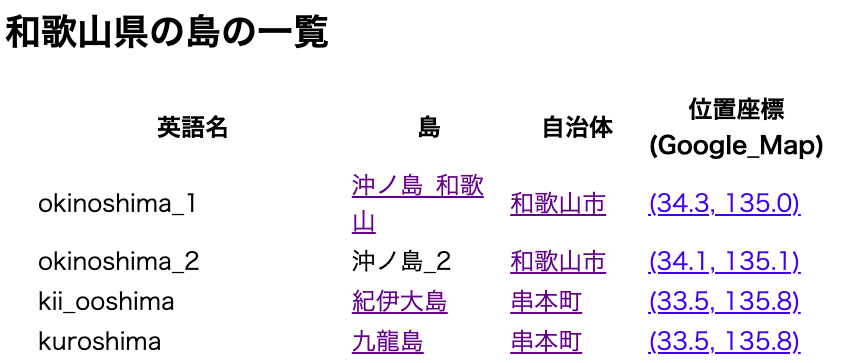 和歌山県の島の一覧
英語名 島 自治体 位置座標(Google_Map)
okinoshima_1 沖ノ島_和歌山 和歌山市 (34.3, 135.0)
okinoshima_2 沖ノ島_2 和歌山市 (34.1, 135.1)
kii_ooshima 紀伊大島 串本町 (33.5, 135.8)
kuroshima 九龍島 串本町 (33.5, 135.8)